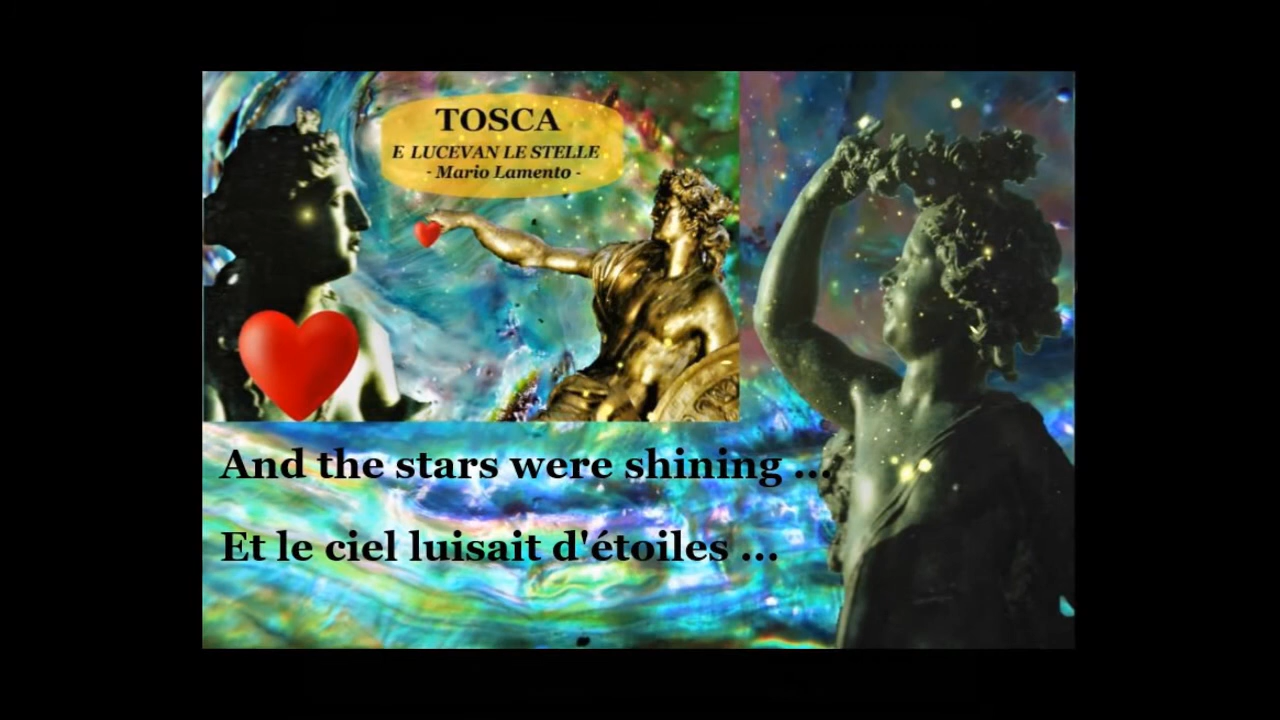 TOSCA
E LUCEVAN LE STELLE
- Mario Lamento -
And the stars were shining ...
Et le ciel luisait d'étoiles ...